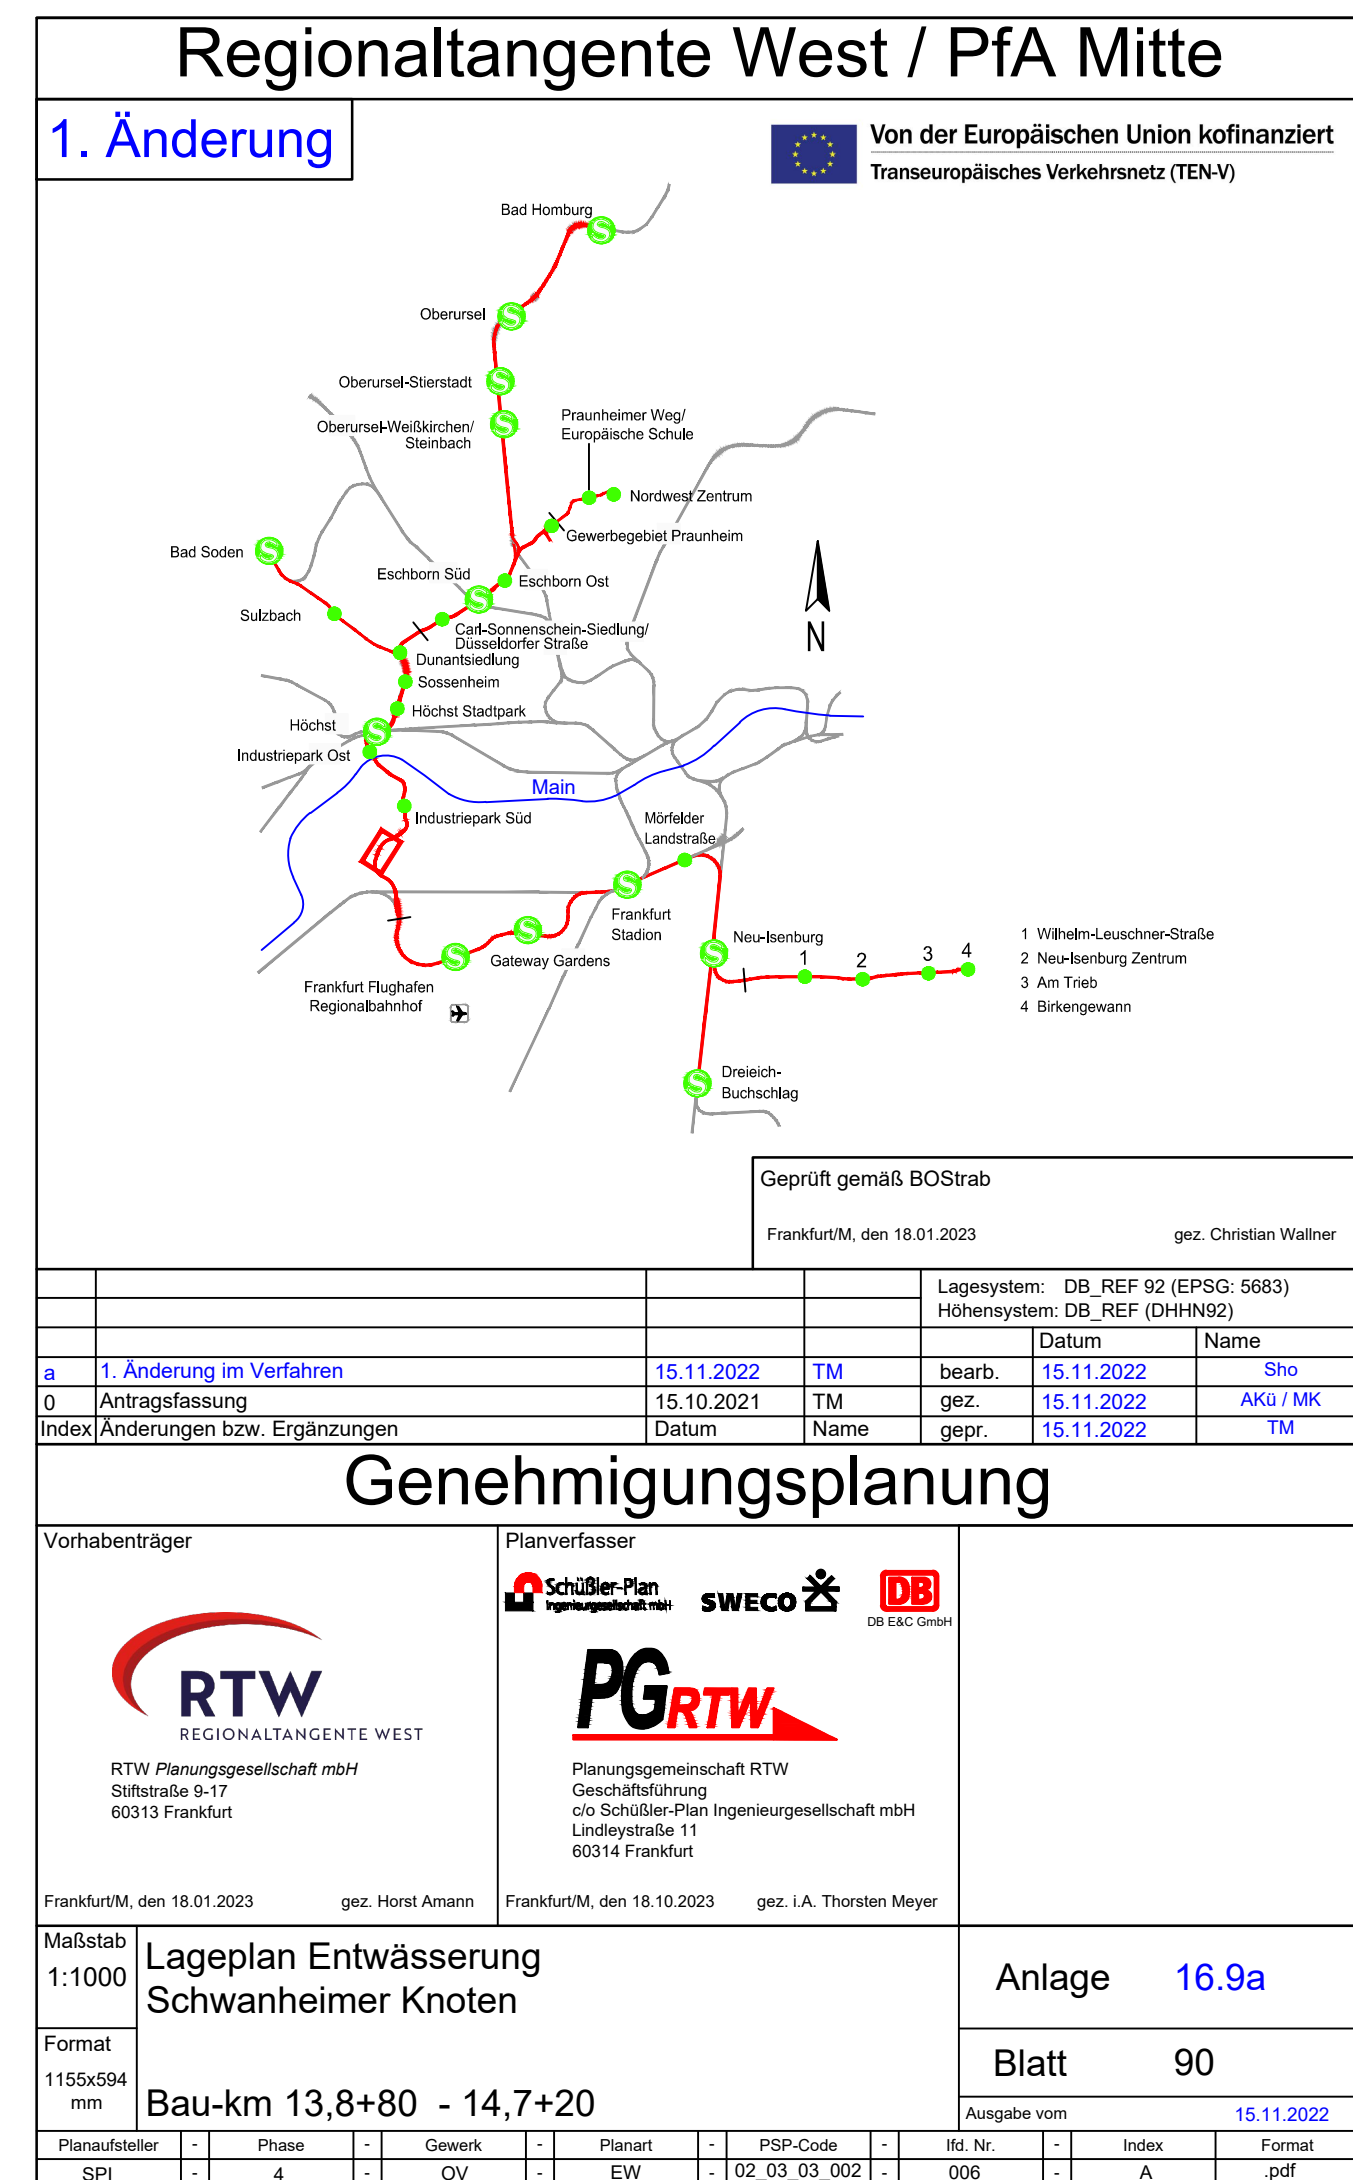 Regionaltangente West / PfA Mitte
1. Änderung
Von der Europäischen Union kofinanziert
Transeuropäisches Verkehrsnetz (TEN-V)
Bad Homburg
Oberursel
Oberursel-Stierstadt
Oberursel-Weißkirchen/
Steinbach
Praunheimer Weg/
Europäische Schule
Nordwest Zentrum
Gewerbegebiet Praunheim
Bad Soden
Eschborn Süd
Eschborn Ost
Sulzbach
Carl-Sonnenschein-Siedlung/
Düsseldorfer Straße
Dunantsiedlung
Sossenheim
Höchst Stadtpark
Höchst
Industriepark Ost
N
Main
Industriepark Süd
Mörfelder
Landstraße
Frankfurt
Stadion
Neu-Isenburg
Gateway Gardens
Frankfurt Flughafen
Regionalbahnhof
1 2 3 4
1 Wilhelm-Leuschner-Straße
2 Neu-Isenburg Zentrum
3 Am Trieb
4 Birkengewann
Dreieich-
Buchschlag
Geprüft gemäß BOStrab
Frankfurt/M, den 18.01.2023 gez. Christian Wallner
Lagesystem: DB_REF 92 (EPSG: 5683)
Höhensystem: DB_REF (DHHN92)
Datum Name
a 1. Änderung im Verfahren 15.11.2022 TM bearb. 15.11.2022 Sho
0 Antragsfassung 15.10.2021 TM gez. 15.11.2022 AKü / MK
Index Änderungen bzw. Ergänzungen Datum Name gepr. 15.11.2022 TM
Genehmigungsplanung
Vorhabenträger
RTW
REGIONALTANGENTE WEST
RTW Planungsgesellschaft mbH
Stiftstraße 9-17
60313 Frankfurt
Frankfurt/M, den 18.01.2023 gez. Horst Amann
Planverfasser
Schüßler-Plan
Ingenieurgesellschaft mbH
SWECO
DB
DB E&C GmbH
PGRTW
Planungsgemeinschaft RTW
Geschäftsführung
c/o Schüßler-Plan Ingenieurgesellschaft mbH
Lindleystraße 11
60314 Frankfurt
Frankfurt/M, den 18.10.2023 gez. i.A. Thorsten Meyer
Maßstab
1:1000
Lageplan Entwässerung
Schwanheimer Knoten
Anlage 16.9a
Format
1155x594
mm
Bau-km 13,8+80 - 14,7+20
Blatt 90
Ausgabe vom 15.11.2022
Planaufsteller - Phase - Gewerk - Planart - PSP-Code - lfd. Nr. - Index Format
SPI - 4 - OV - EW - 02_03_03_002 - 006 - A .pdf